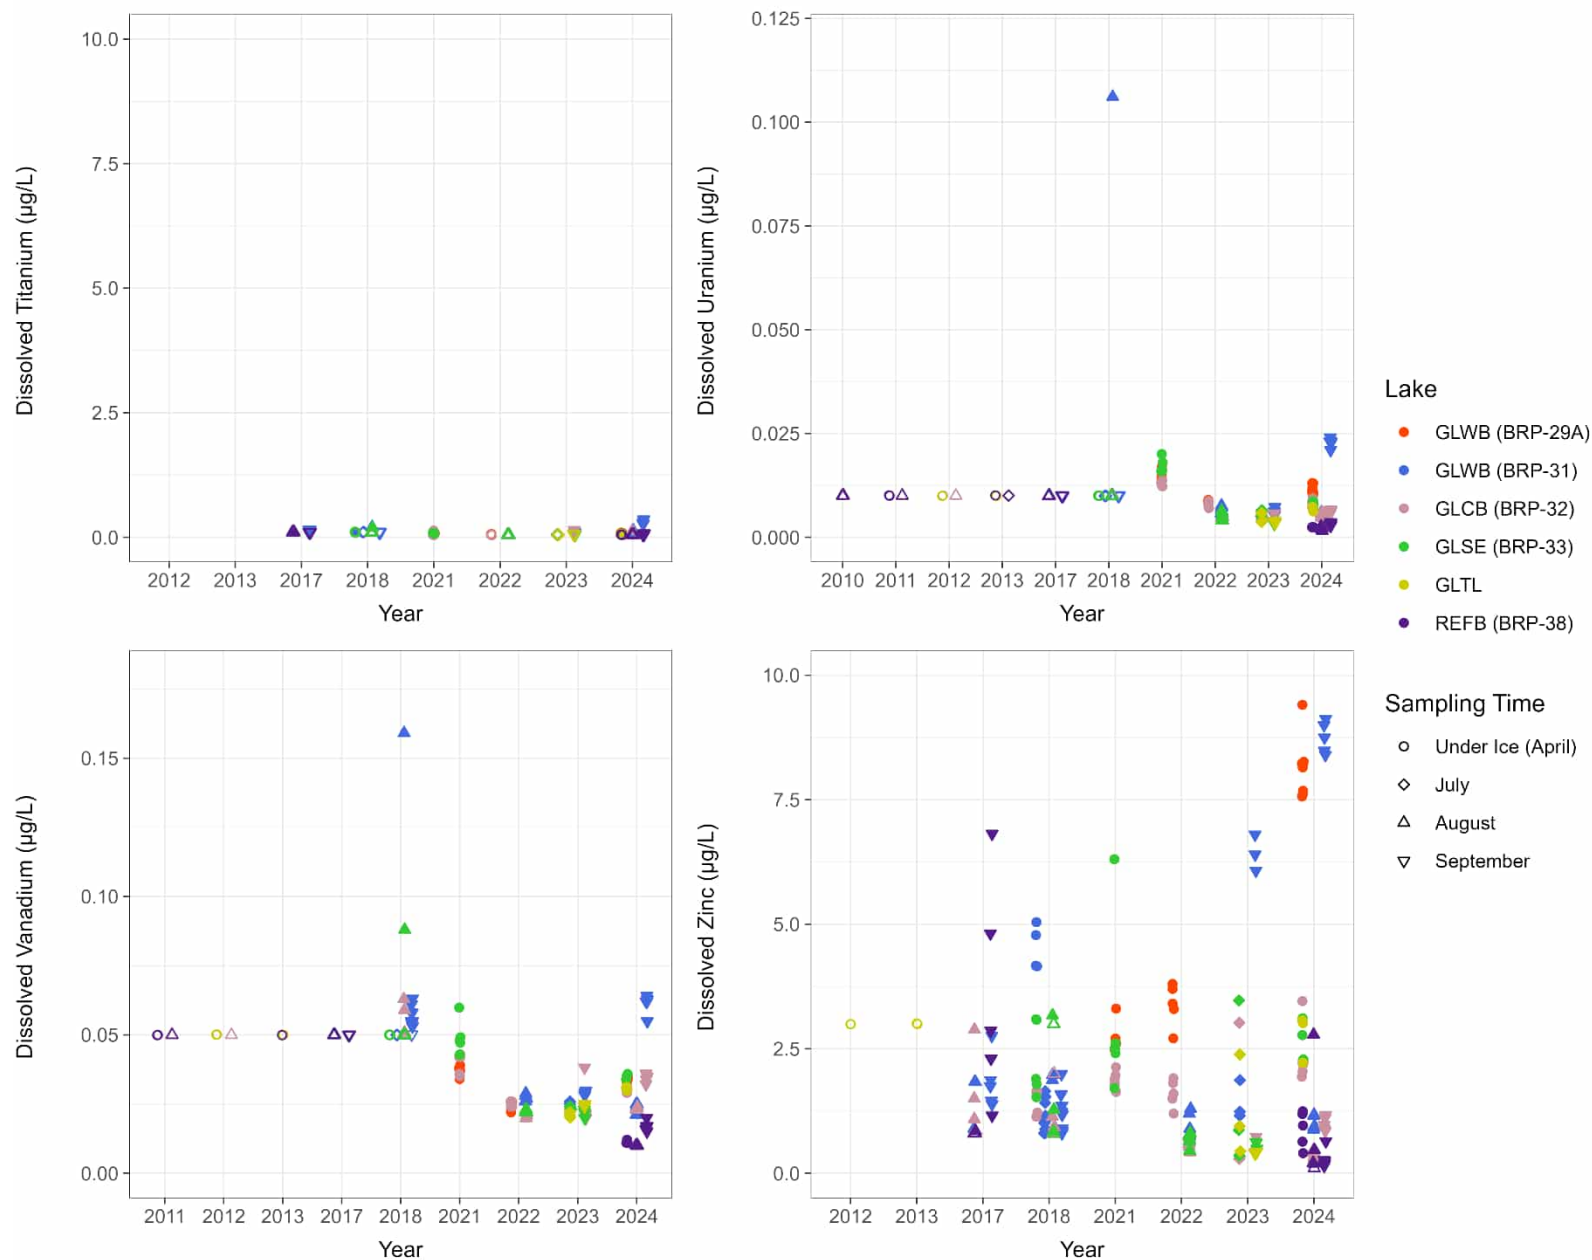 Dissolved Titanium (µg/L)
10.0
7.5
5.0
2.5
0.0
2012 2013 2017 2018 2021 2022 2023 2024
Year
Dissolved Uranium (µg/L)
0.125
0.100
0.075
0.050
0.025
0.000
2010 2011 2012 2013 2017 2018 2021 2022 2023 2024
Year
Dissolved Vanadium (µg/L)
0.15
0.10
0.05
0.00
2011 2012 2013 2017 2018 2021 2022 2023 2024
Year
Dissolved Zinc (µg/L)
10.0
7.5
5.0
2.5
0.0
2012 2013 2017 2018 2021 2022 2023 2024
Year
Lake
GLWB (BRP-29A)
GLWB (BRP-31)
GLCB (BRP-32)
GLSE (BRP-33)
GLTL
REFB (BRP-38)
Sampling Time
Under Ice (April)
July
August
September